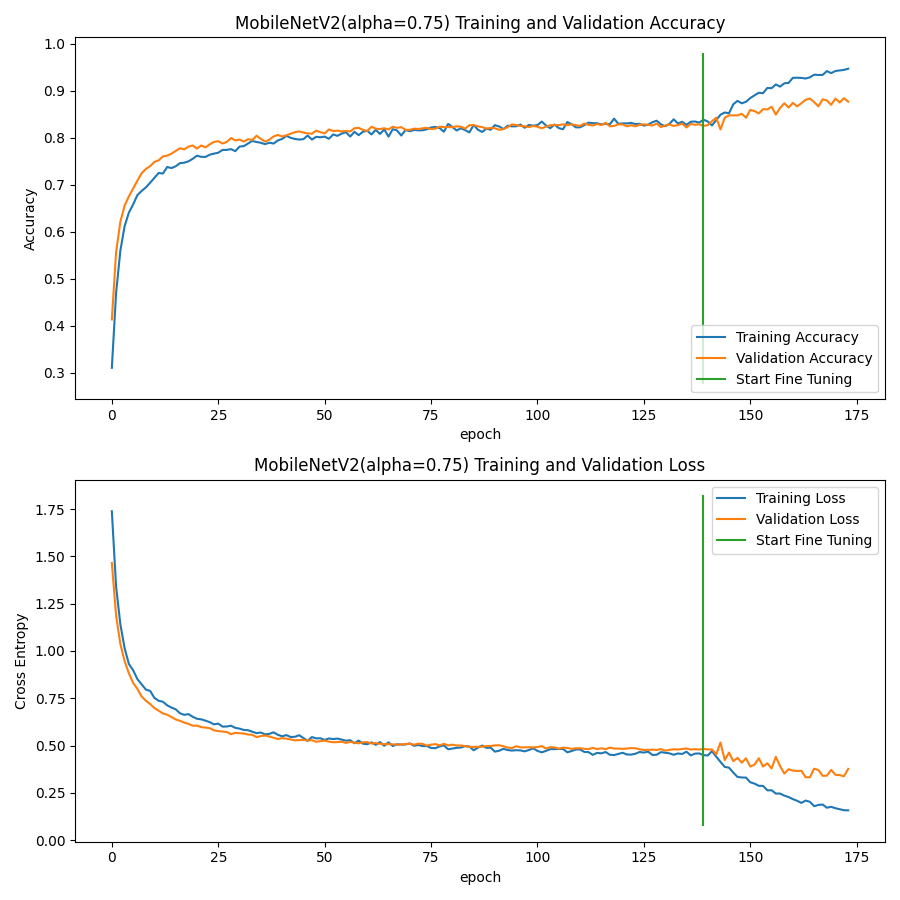 MobileNetV2(alpha=0.75) Training and Validation Accuracy
1.0
0.9
0.8
0.7
0.6
0.5
0.4
0.3
Accuracy
Training Accuracy
Validation Accuracy
Start Fine Tuning
0 25 50 75 100 125 150 175
epoch
MobileNetV2(alpha=0.75) Training and Validation Loss
1.75
1.50
1.25
1.00
0.75
0.50
0.25
0.00
Cross Entropy
Training Loss
Validation Loss
Start Fine Tuning
0 25 50 75 100 125 150 175
epoch